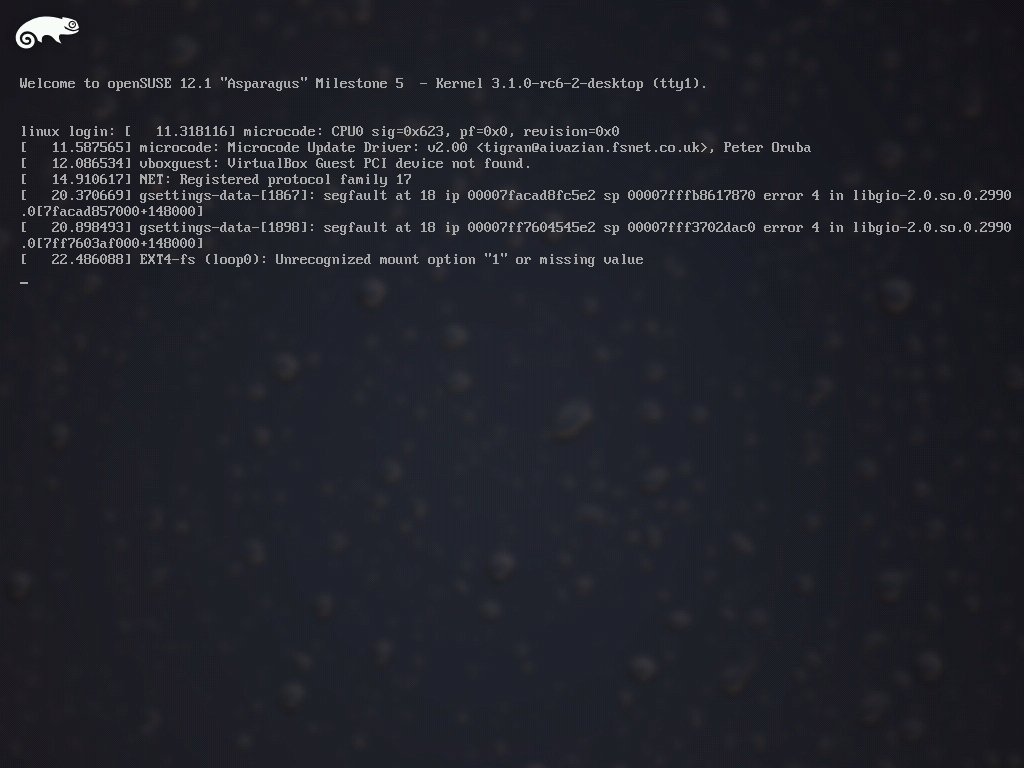 Welcome to openSUSE 12.1 "Asparagus" Milestone 5  - Kernel 3.1.0-rc6-2-desktop (tty1).
linux login: [   11.318116] microcode: CPU0 sig=0x623, pf=0x0, revision=0x0
[   11.587565] microcode: Microcode Update Driver: v2.00 <tigran@aivazian.fsnet.co.uk>, Peter Oruba
[   12.086534] vboxguest: VirtualBox Guest PCI device not found.
[   14.910617] NET: Registered protocol family 17
[   20.370669] gsettings-data-[1867]: segfault at 18 ip 00007facad8fc5e2 sp 00007fffb8617870 error 4 in libgio-2.0.so.0.2990
.0[7facad857000+148000]
[   20.898493] gsettings-data-[1898]: segfault at 18 ip 00007ff7604545e2 sp 00007fff3702dac0 error 4 in libgio-2.0.so.0.2990
.0[7ff7603af000+148000]
[   22.486088] EXT4-fs (loop0): Unrecognized mount option "1" or missing value
_